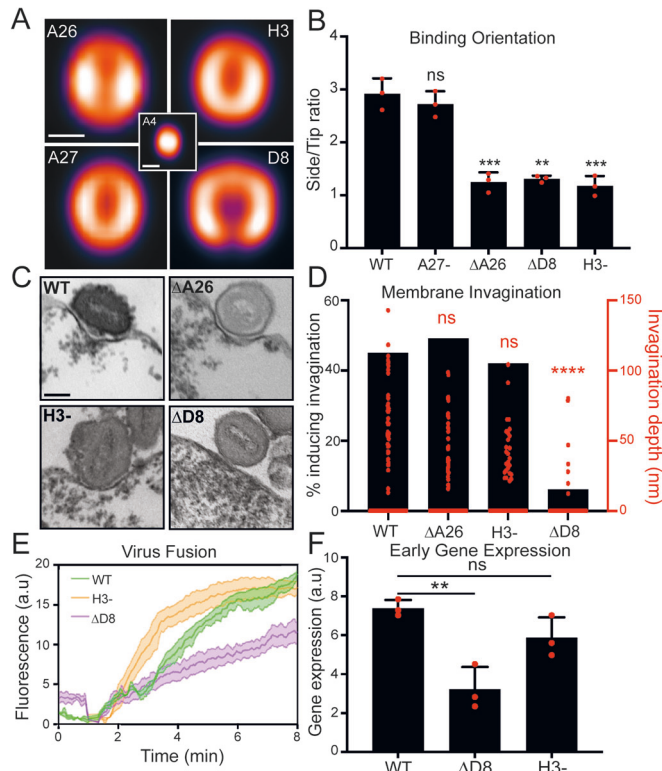 A
A26
H3
A4
A27
D8
B
Binding Orientation
Side/Tip ratio
4
3
2
1
0
ns
***
**
***
WT
A27-
ΔA26
ΔD8
H3-
C
WT
ΔA26
H3-
ΔD8
D
Membrane Invagination
% inducing invagination
60
40
20
0
ns
ns
****
150
100
50
0
Invagination depth (nm)
WT
ΔA26
H3-
ΔD8
E
Virus Fusion
Fluorescence (a.u)
20
15
10
5
0
WT
H3-
ΔD8
0
2
4
6
8
Time (min)
F
Early Gene Expression
Gene expression (a.u)
8
6
4
2
0
ns
**
WT
ΔD8
H3-